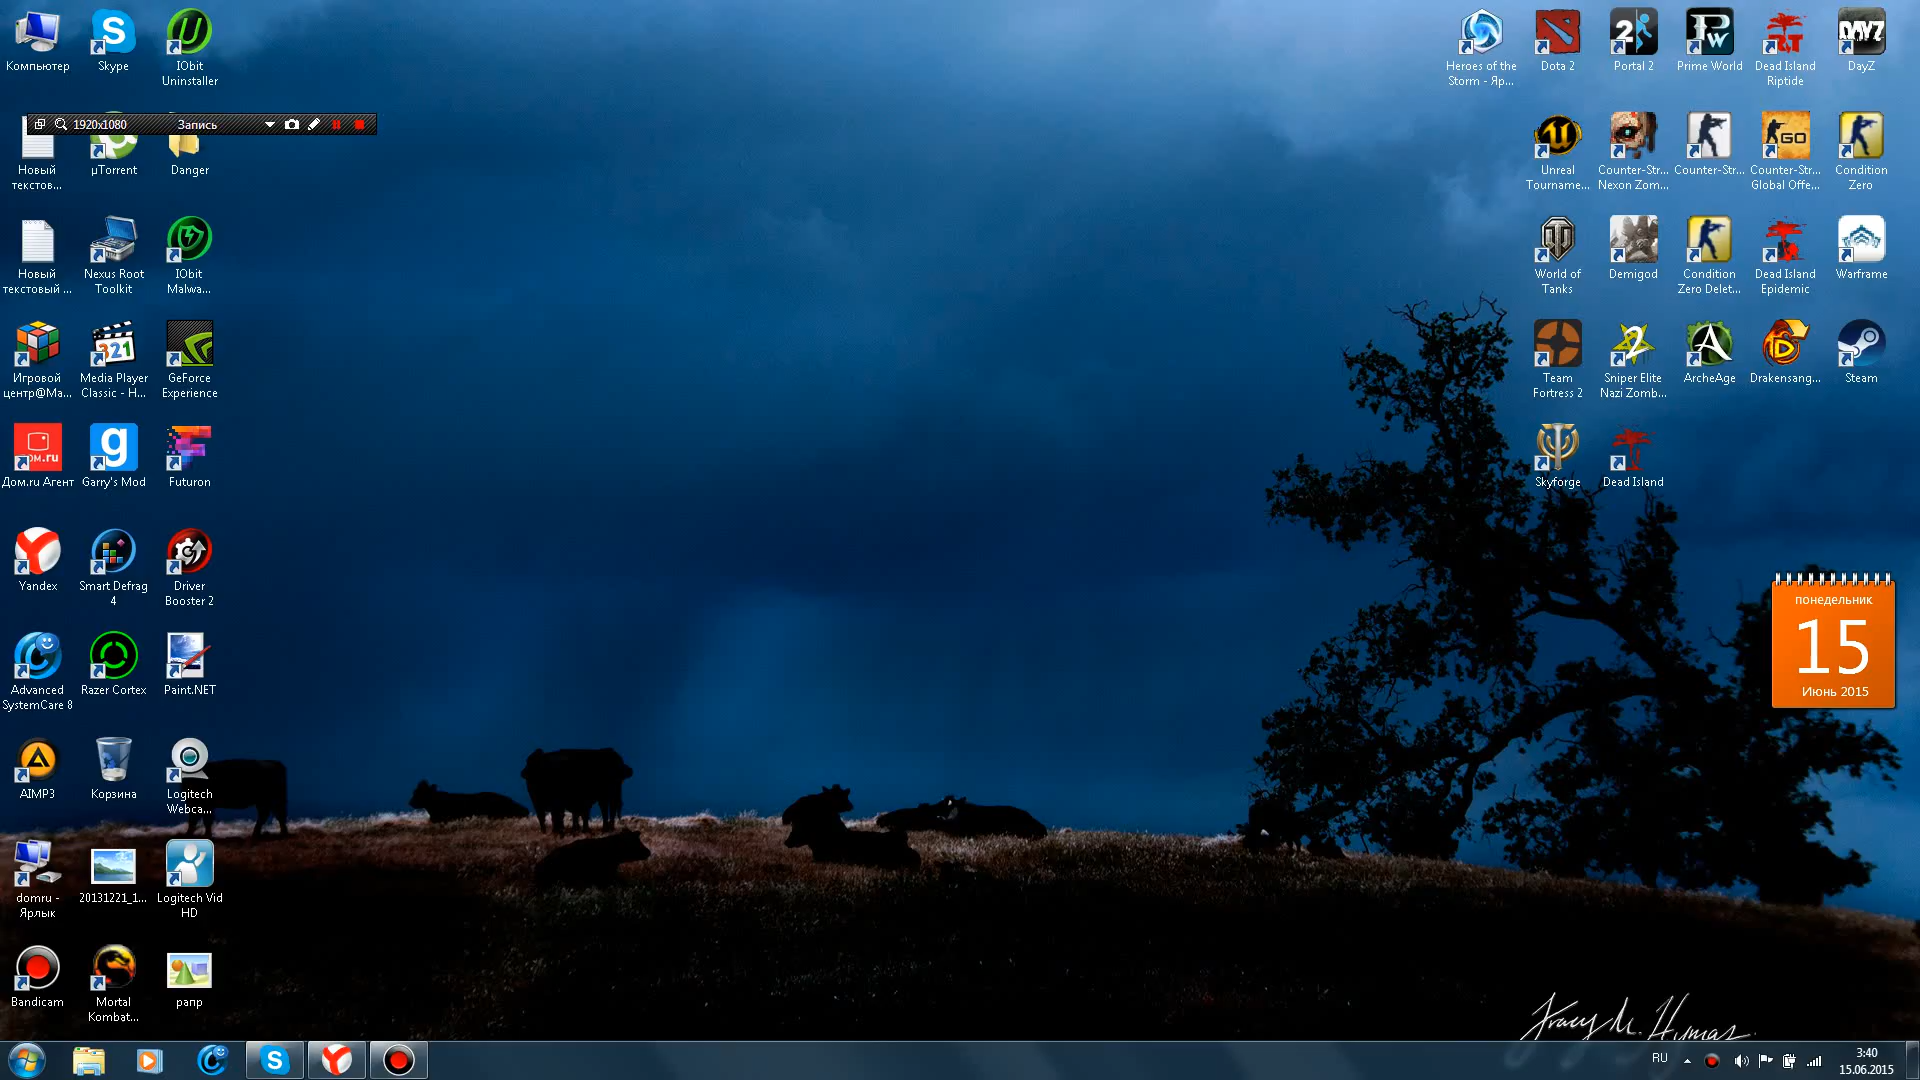 Компьютер
Skype
IObit
Uninstaller
1920x1080
Запись
Новый
текстов...
µTorrent
Danger
Новый
текстовый ...
Nexus Root
Toolkit
IObit
Malwa...
Игровой
центр@Ма...
Media Player
Classic - H...
GeForce
Experience
Дом.ru Агент
Garry's Mod
Futuron
Yandex
Smart Defrag
4
Driver
Booster 2
Advanced
SystemCare 8
Razer Cortex
Paint.NET
AIMP3
Корзина
Logitech
Webca...
domru -
Ярлык
20131221_1...
Logitech Vid
HD
Bandicam
Mortal
Kombat...
рапр
Heroes of the
Storm - Яр...
Dota 2
Portal 2
Prime World
Dead Island
Riptide
DayZ
Unreal
Tourname...
Counter-Str...
Nexon Zom...
Counter-Str...
Counter-Str...
Global Offe...
Condition
Zero
World of
Tanks
Demigod
Condition
Zero Delet...
Dead Island
Epidemic
Warframe
Team
Fortress 2
Sniper Elite
Nazi Zomb...
ArcheAge
Drakensang...
Steam
Skyforge
Dead Island
понедельник
15
Июнь 2015
RU
3:40
15.06.2015